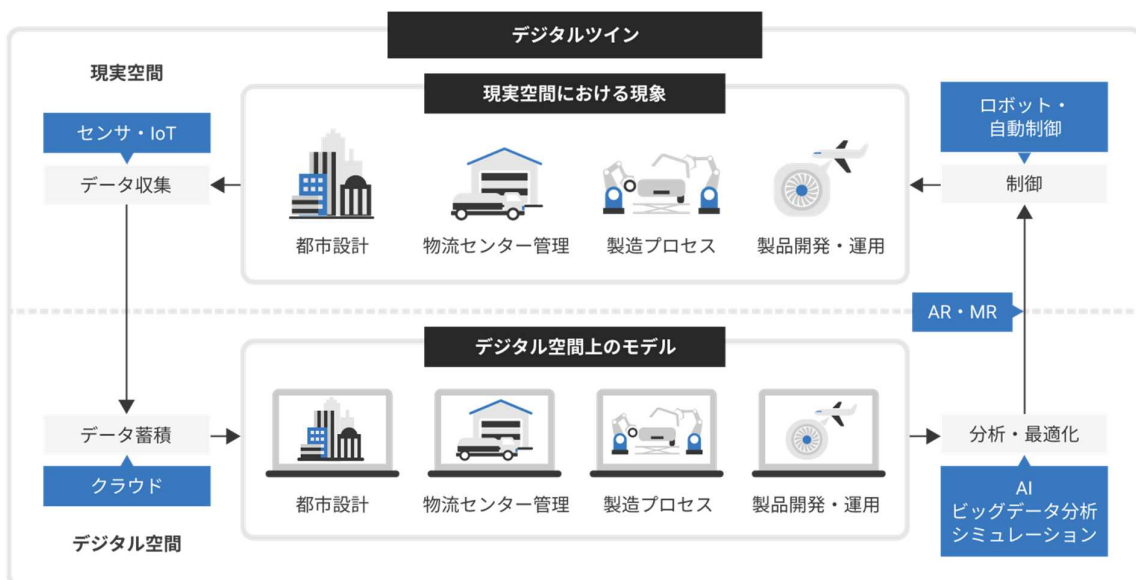 デジタルツイン
現実空間
現実空間における現象
センサ・IoT
データ収集
都市設計
物流センター管理
製造プロセス
製品開発・運用
ロボット・
自動制御
制御
AR・MR
デジタル空間上のモデル
データ蓄積
クラウド
デジタル空間
都市設計
物流センター管理
製造プロセス
製品開発・運用
分析・最適化
AI
ビッグデータ分析
シミュレーション